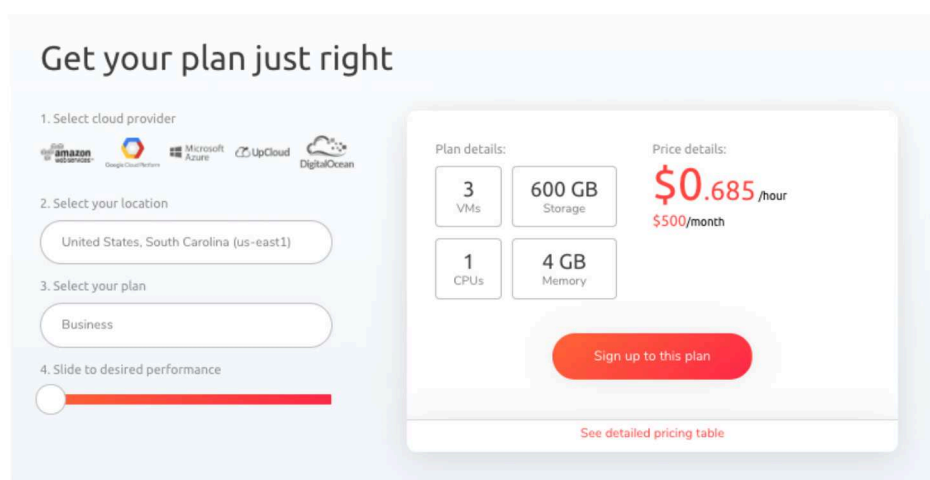 Get your plan just right
1. Select cloud provider
amazon
web services™
Google Cloud Platform
Microsoft
Azure
UpCloud
DigitalOcean
2. Select your location
United States, South Carolina (us-east1)
3. Select your plan
Business
4. Slide to desired performance
Plan details:
3
VMs
600 GB
Storage
1
CPUs
4 GB
Memory
Price details:
$0.685 /hour
$500/month
Sign up to this plan
See detailed pricing table